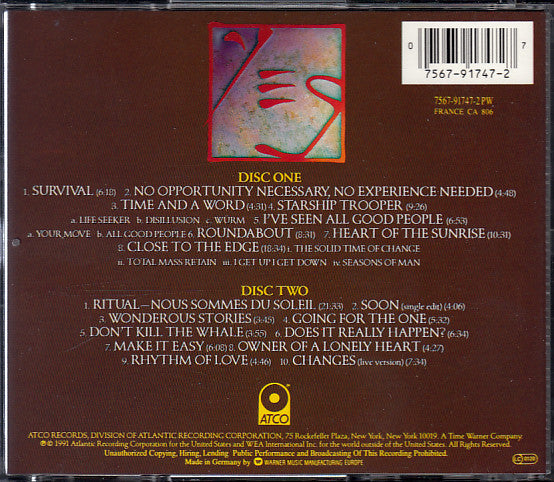 YES
0 7
7567-91747-2
7567-91747-2 PW
FRANCE CA 806
DISC ONE
1. SURVIVAL (6:18) 2. NO OPPORTUNITY NECESSARY, NO EXPERIENCE NEEDED (4:48)
3. TIME AND A WORD (4:31) 4. STARSHIP TROOPER (9:26)
a. LIFE SEEKER b. DISILLUSION c. WURM 5. I'VE SEEN ALL GOOD PEOPLE (6:53)
a. YOUR MOVE b. ALL GOOD PEOPLE 6. ROUNDABOUT (8:31) 7. HEART OF THE SUNRISE (10:31)
8. CLOSE TO THE EDGE (18:34) i. THE SOLID TIME OF CHANGE
ii. TOTAL MASS RETAIN iii. I GET UP I GET DOWN iv. SEASONS OF MAN
DISC TWO
1. RITUAL—NOUS SOMMES DU SOLEIL (21:33) 2. SOON (single edit) (4:06)
3. WONDEROUS STORIES (3:45) 4. GOING FOR THE ONE (5:32)
5. DON'T KILL THE WHALE (3:55) 6. DOES IT REALLY HAPPEN? (6:34)
7. MAKE IT EASY (6:08) 8. OWNER OF A LONELY HEART (4:27)
9. RHYTHM OF LOVE (4:46) 10. CHANGES (live version) (7:34)
ATCO
ATCO RECORDS, DIVISION OF ATLANTIC RECORDING CORPORATION, 75 Rockefeller Plaza, New York, New York 10019. A Time Warner Company.
℗ © 1991 Atlantic Recording Corporation for the United States and WEA International Inc. for the world outside of the United States. All Rights Reserved.
Unauthorized Copying, Hiring, Lending Public Performance and Broadcasting Of This Recording Prohibited.
Made in Germany by WARNER MUSIC MANUFACTURING EUROPE
LC 0120